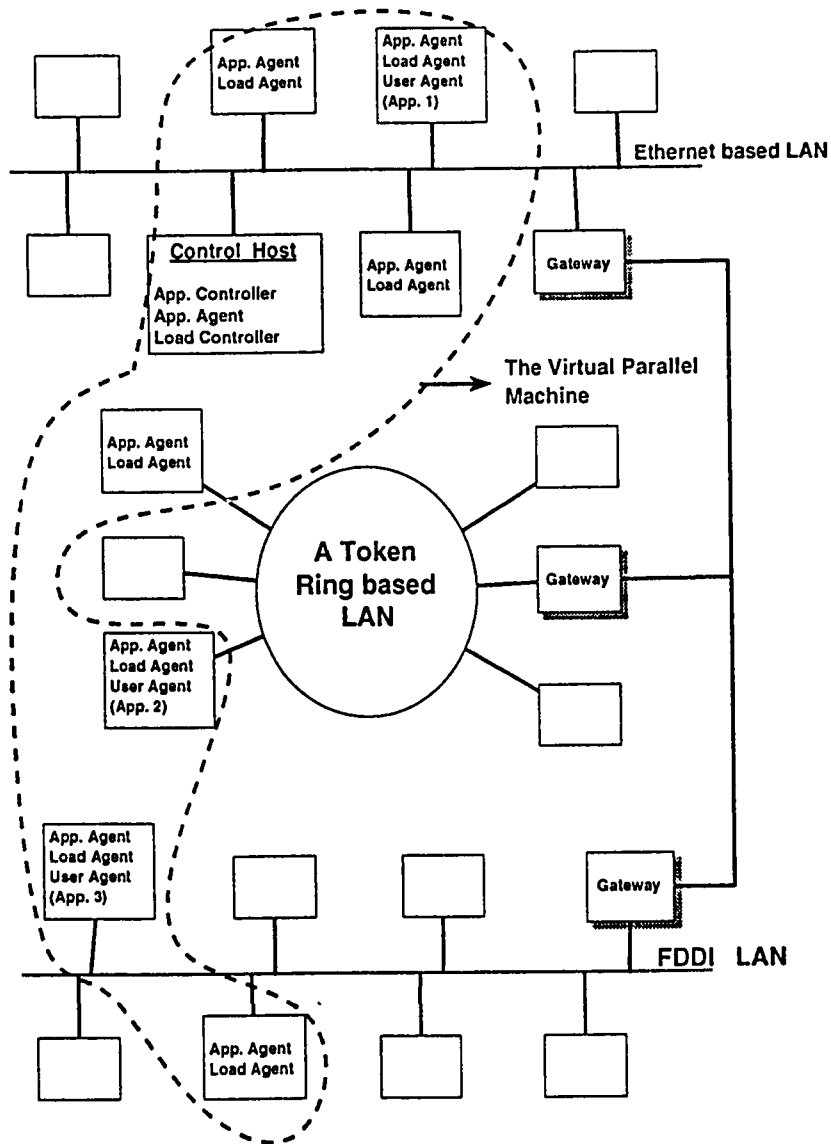 App. Agent
Load Agent
App. Agent
Load Agent
User Agent
(App. 1)
Ethernet based LAN
Control Host
App. Controller
App. Agent
Load Controller
App. Agent
Load Agent
Gateway
The Virtual Parallel
Machine
App. Agent
Load Agent
A Token
Ring based
LAN
Gateway
App. Agent
Load Agent
User Agent
(App. 2)
App. Agent
Load Agent
User Agent
(App. 3)
Gateway
FDDI LAN
App. Agent
Load Agent